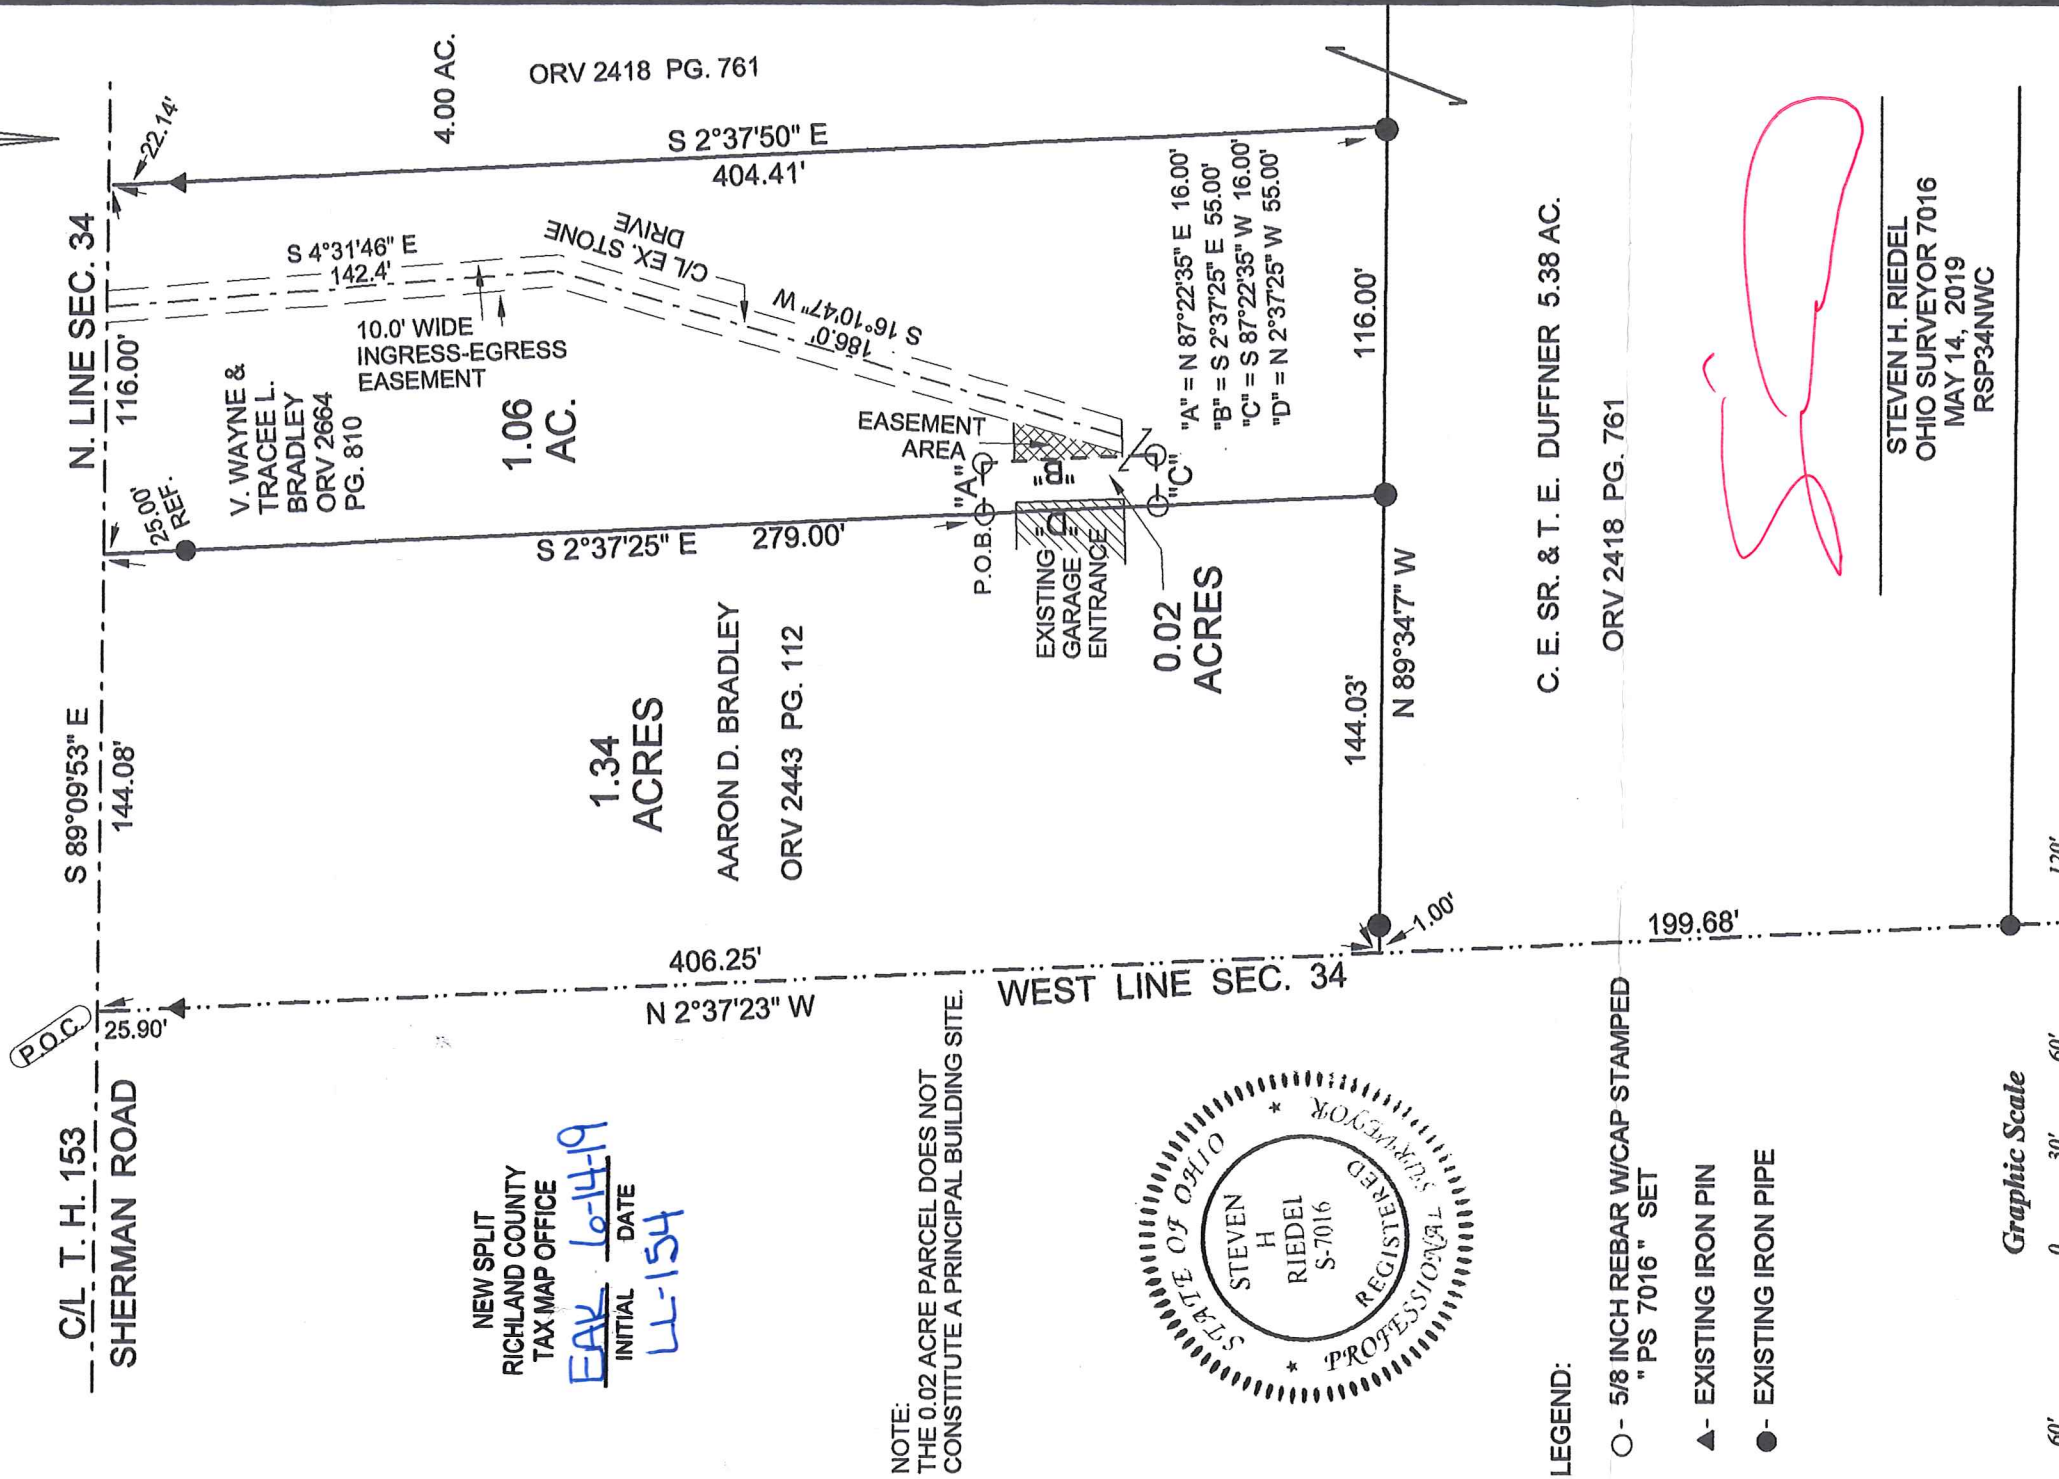 C/L T. H. 153
SHERMAN ROAD
P.O.C.
25.90'
S 89°09'53" E
144.08'
N. LINE SEC. 34
116.00'
22.14'
25.00'
REF.
4.00 AC.
ORV 2418 PG. 761
S 2°37'50" E
404.41'
S 4°31'46" E
142.4'
10.0' WIDE
INGRESS-EGRESS
EASEMENT
C/L EX. STONE
DRIVE
S 16°10'47" W
186.0'
V. WAYNE &
TRACEE L.
BRADLEY
ORV 2664
PG. 810
1.06
AC.
S 2°37'25" E 279.00'
EASEMENT
AREA
P.O.B.
"A"
"B"
"C"
"D"
EXISTING
GARAGE
ENTRANCE
0.02
ACRES
"A" = N 87°22'35" E 16.00'
"B" = S 2°37'25" E 55.00'
"C" = S 87°22'35" W 16.00'
"D" = N 2°37'25" W 55.00'
116.00'
1.34
ACRES
AARON D. BRADLEY
ORV 2443 PG. 112
144.03'
N 89°34'7" W
1.00'
406.25'
N 2°37'23" W
WEST LINE SEC. 34
199.68'
C. E. SR. & T. E. DUFFNER 5.38 AC.
ORV 2418 PG. 761
NEW SPLIT
RICHLAND COUNTY
TAX MAP OFFICE
EAK 6-14-19
INITIAL DATE
LL-154
NOTE:
THE 0.02 ACRE PARCEL DOES NOT
CONSTITUTE A PRINCIPAL BUILDING SITE.
STATE OF OHIO
STEVEN
H
RIEDEL
S-7016
REGISTERED
PROFESSIONAL SURVEYOR
LEGEND:
- 5/8 INCH REBAR W/CAP STAMPED
" PS 7016 " SET
- EXISTING IRON PIN
- EXISTING IRON PIPE
STEVEN H. RIEDEL
OHIO SURVEYOR 7016
MAY 14, 2019
RSP34NWC
Graphic Scale
60' 0 30' 60' 120'